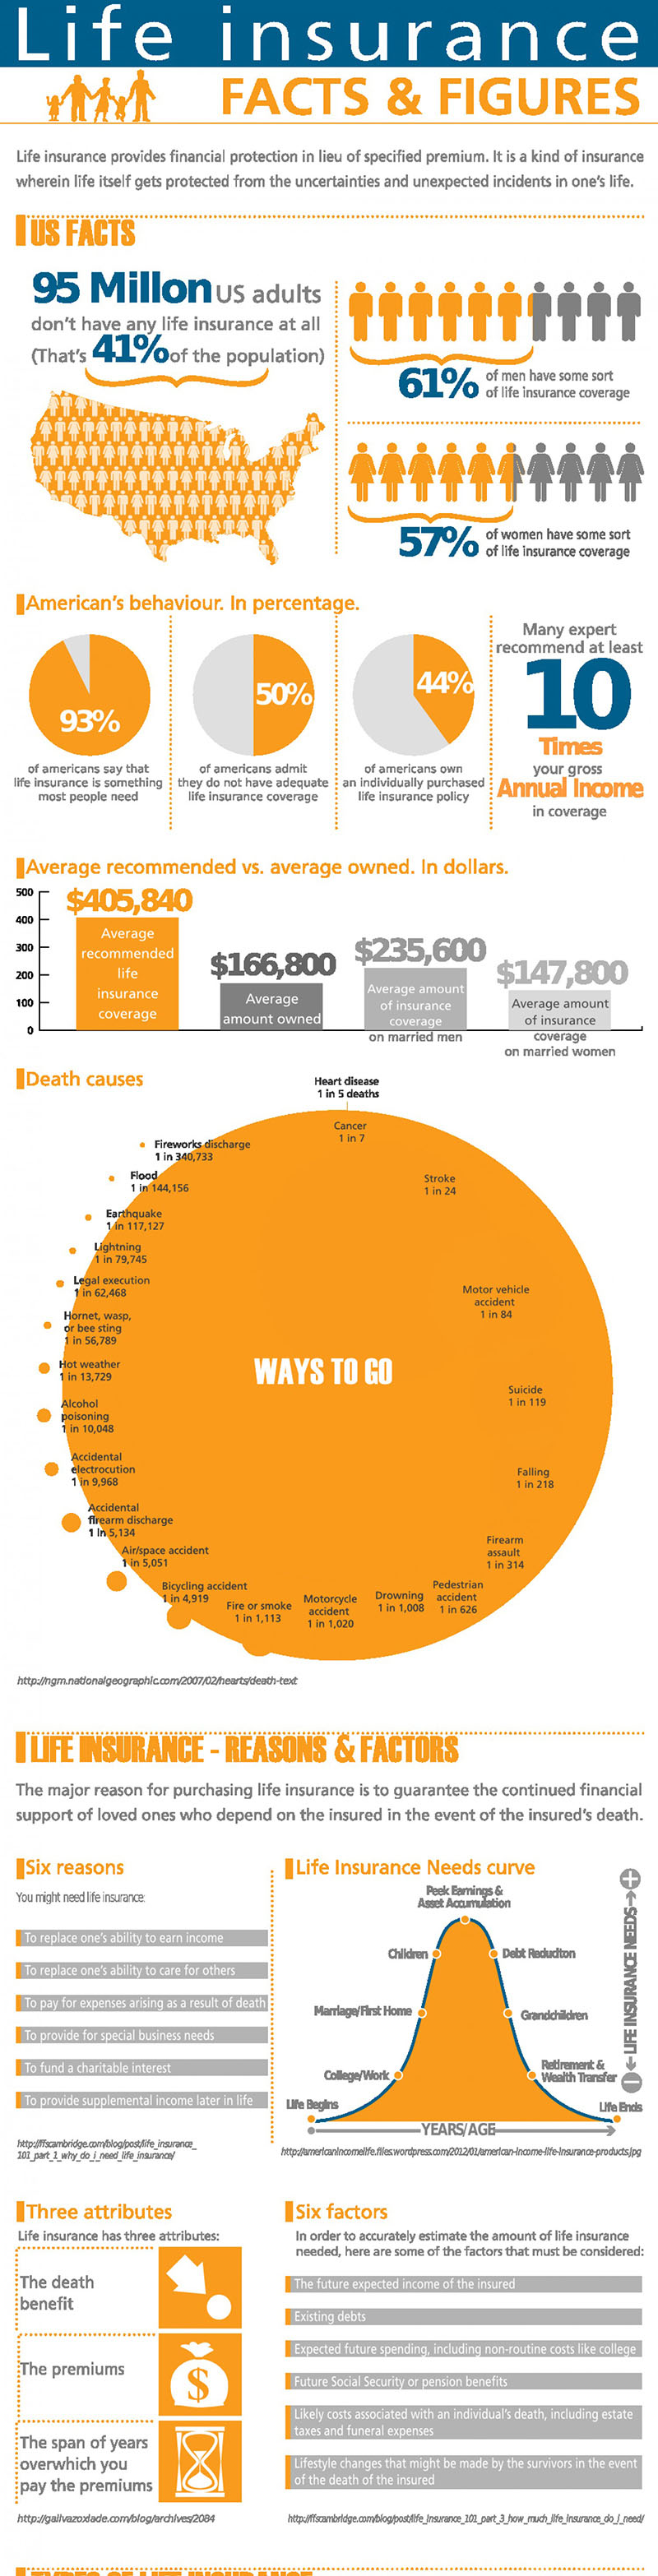 Life insurance
FACTS & FIGURES
Life insurance provides financial protection in lieu of specified premium. It is a kind of insurance
wherein life itself gets protected from the uncertainties and unexpected incidents in one's life.
US FACTS
95 Millon US adults
don't have any life insurance at all
(That's 41% of the population)
61% of men have some sort
of life insurance coverage
57% of women have some sort
of life insurance coverage
American's behaviour. In percentage.
93%
of americans say that
life insurance is something
most people need
50%
of americans admit
they do not have adequate
life insurance coverage
44%
of americans own
an individually purchased
life insurance policy
Many expert
recommend at least
10
Times
your gross
Annual Income
in coverage
Average recommended vs. average owned. In dollars.
500
400
300
200
100
0
$405,840
Average
recommended
life
insurance
coverage
$166,800
Average
amount owned
$235,600
Average amount
of insurance
coverage
on married men
$147,800
Average amount
of insurance
coverage
on married women
Death causes
Heart disease
1 in 5 deaths
Cancer
1 in 7
Stroke
1 in 24
Motor vehicle
accident
1 in 84
Suicide
1 in 119
Falling
1 in 218
Firearm
assault
1 in 314
Pedestrian
accident
1 in 626
Drowning
1 in 1,008
Motorcycle
accident
1 in 1,020
Fire or smoke
1 in 1,113
Bicycling accident
1 in 4,919
Air/space accident
1 in 5,051
Accidental
firearm discharge
1 in 5,134
Accidental
electrocution
1 in 9,968
Alcohol
poisoning
1 in 10,048
Hot weather
1 in 13,729
Hornet, wasp,
or bee sting
1 in 56,789
Legal execution
1 in 62,468
Lightning
1 in 79,745
Earthquake
1 in 117,127
Flood
1 in 144,156
Fireworks discharge
1 in 340,733
WAYS TO GO
http://ngm.nationalgeographic.com/2007/02/hearts/death-text
LIFE INSURANCE - REASONS & FACTORS
The major reason for purchasing life insurance is to guarantee the continued financial
support of loved ones who depend on the insured in the event of the insured's death.
Six reasons
You might need life insurance:
To replace one's ability to earn income
To replace one's ability to care for others
To pay for expenses arising as a result of death
To provide for special business needs
To fund a charitable interest
To provide supplemental income later in life
http://ffscambridge.com/blog/post/life_insurance_
101_part_1_why_do_i_need_life_insurance/
Life Insurance Needs curve
Peek Earnings &
Asset Accumulation
Children
Debt Reduciton
Marriage/First Home
Grandchildren
College/Work
Retirement &
Wealth Transfer
Life Begins
Life Ends
YEARS/AGE
LIFE INSURANCE NEEDS
http://americanincomelife.files.wordpress.com/2012/01/american-income-life-insurance-products.jpg
Three attributes
Life insurance has three attributes:
The death
benefit
The premiums
$
The span of years
overwhich you
pay the premiums
http://gallvazoxlade.com/blog/archives/2084
Six factors
In order to accurately estimate the amount of life insurance
needed, here are some of the factors that must be considered:
The future expected income of the insured
Existing debts
Expected future spending, including non-routine costs like college
Future Social Security or pension benefits
Likely costs associated with an individual's death, including estate
taxes and funeral expenses
Lifestyle changes that might be made by the survivors in the event
of the death of the insured
http://ffscambridge.com/blog/post/life_insurance_101_part_3_how_much_life_insurance_do_i_need/
TYPES OF LIFE INSURANCE